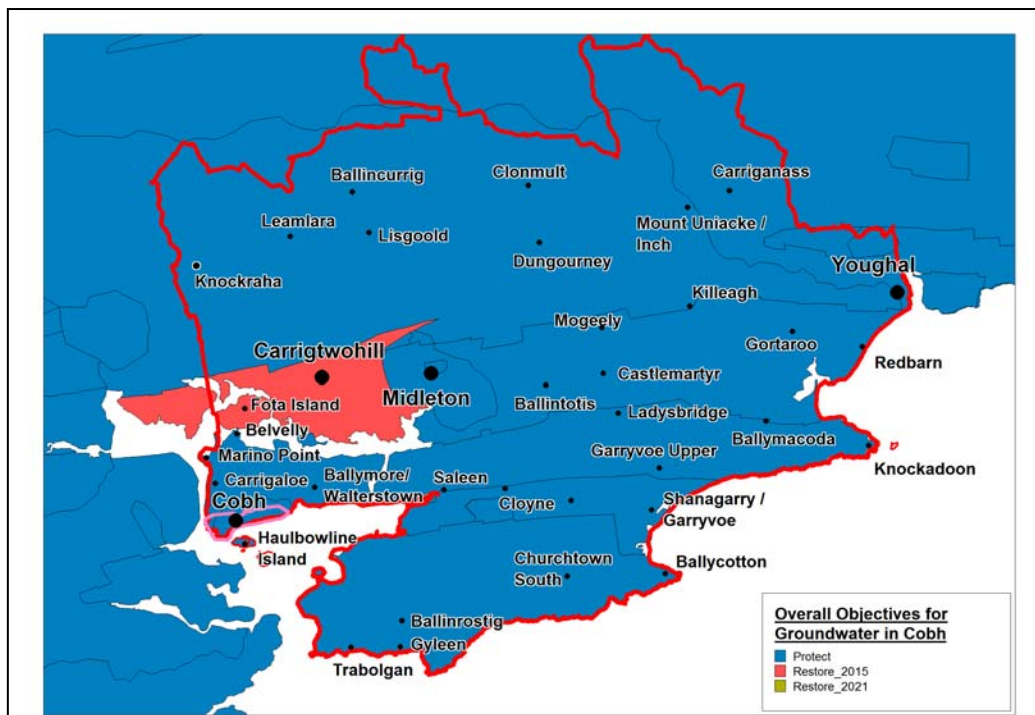 Ballincurrig
Clonmult
Carriganass
Leamlara
Lisgoold
Mount Uniacke /
Inch
Dungourney
Knockraha
Youghal
Killeagh
Mogeely
Gortaroo
Redbarn
Carrigtwohill
Midleton
Castlemartyr
Ballintotis
Ladysbridge
Fota Island
Belvelly
Ballymacoda
Knockadoon
Marino Point
Garryvoe Upper
Carrigaloe
Ballymore/
Walterstown
Saleen
Cloyne
Shanagarry /
Garryvoe
Cobh
Haulbowline
Island
Churchtown
South
Ballycotton
Ballinrostig
Gyleen
Trabolgan
Overall Objectives for
Groundwater in Cobh
Protect
Restore_2015
Restore_2021